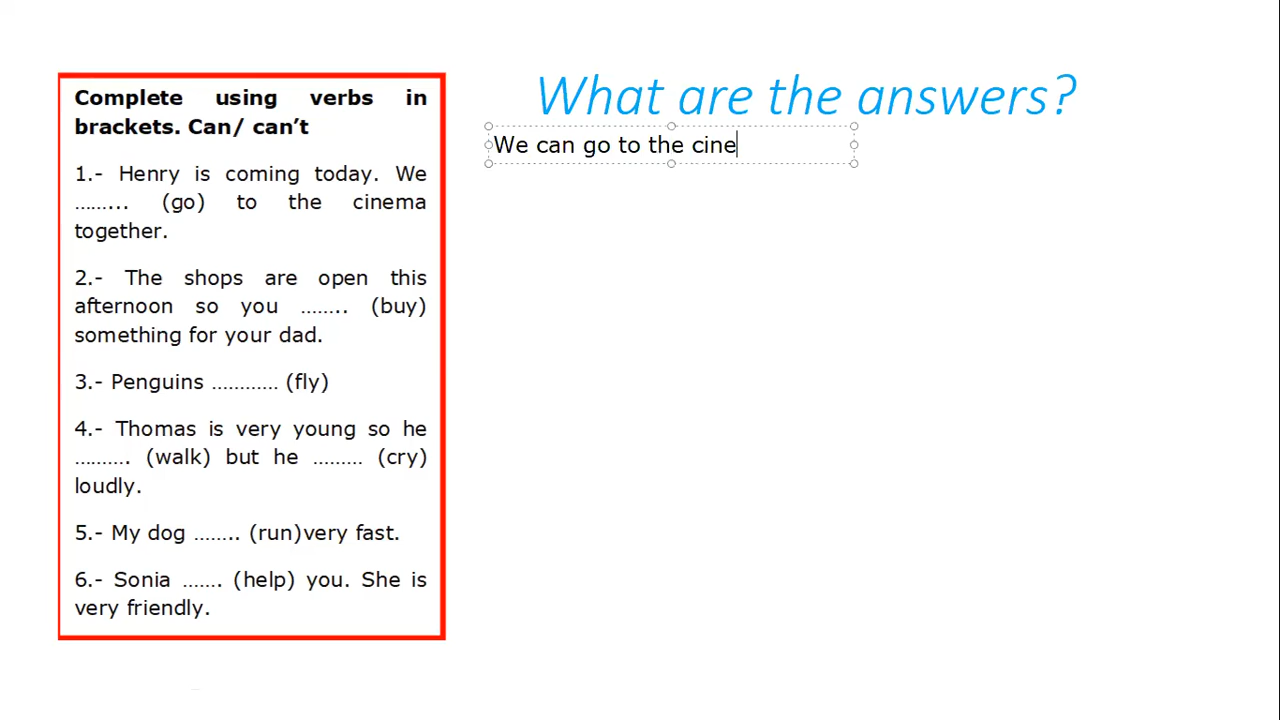 Complete using verbs in
brackets. Can/ can’t
1.- Henry is coming today. We
……... (go) to the cinema
together.
2.- The shops are open this
afternoon so you …….. (buy)
something for your dad.
3.- Penguins ………… (fly)
4.- Thomas is very young so he
………. (walk) but he ……… (cry)
loudly.
5.- My dog …….. (run)very fast.
6.- Sonia ……. (help) you. She is
very friendly.
What are the answers?
We can go to the cine